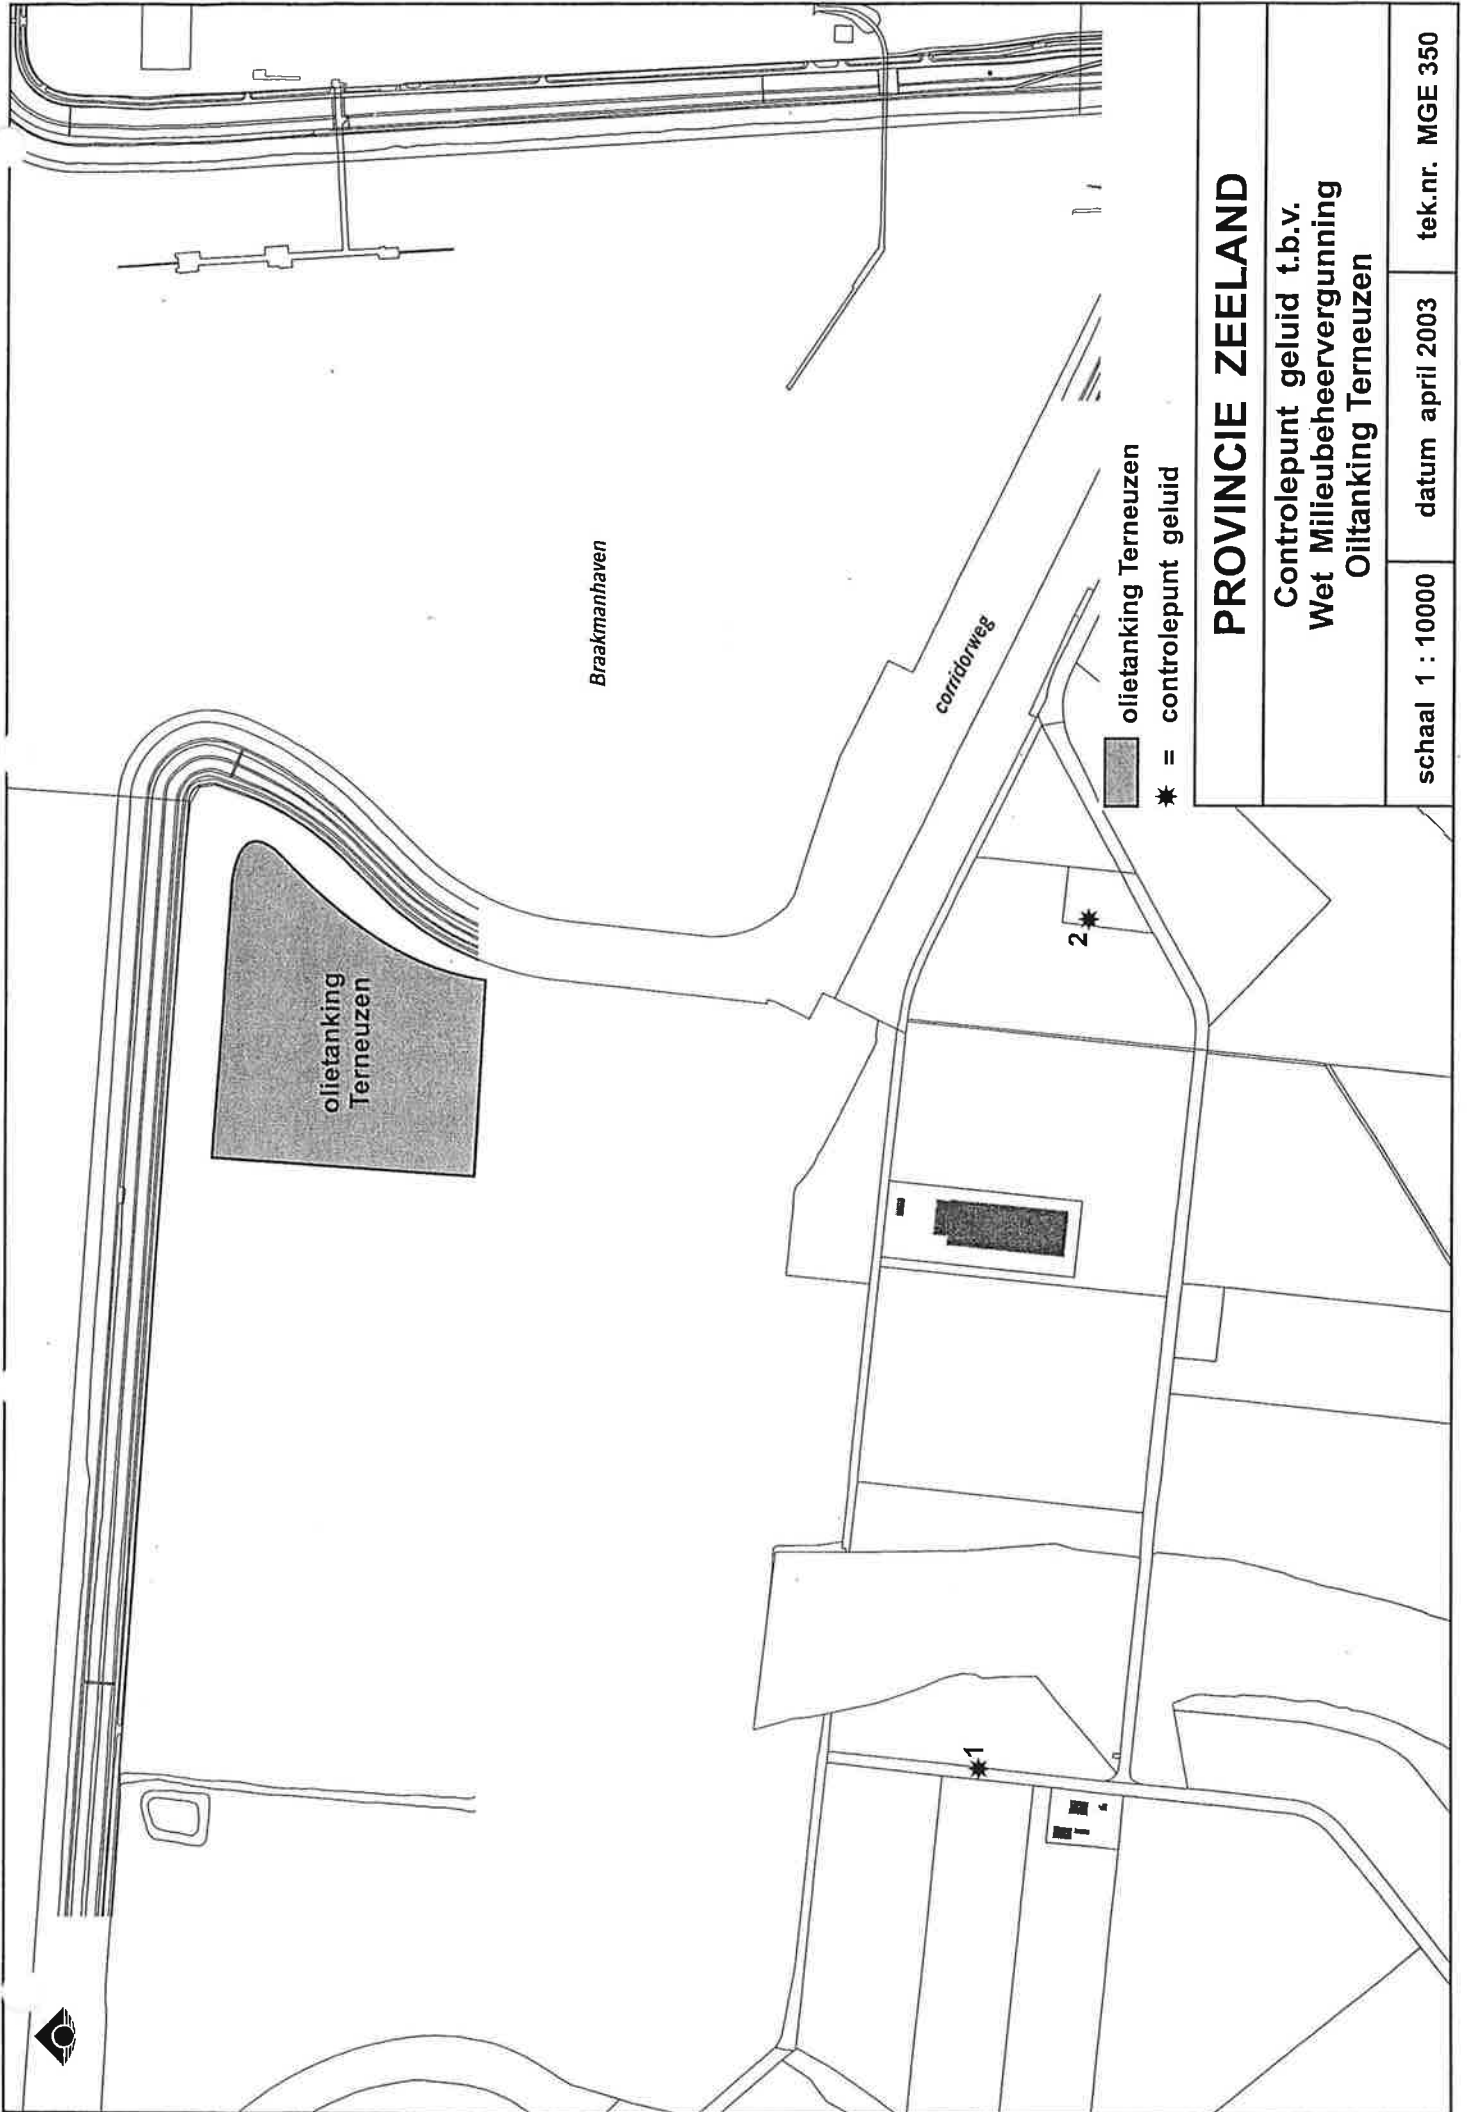 olietanking
Terneuzen
Braakmanhaven
corridorweg
1
2
olietanking Terneuzen
= controlepunt geluid
PROVINCIE ZEELAND
Controlepunt geluid t.b.v.
Wet Milieubeheervergunning
Oiltanking Terneuzen
schaal 1 : 10000
datum april 2003
tek.nr. MGE 350